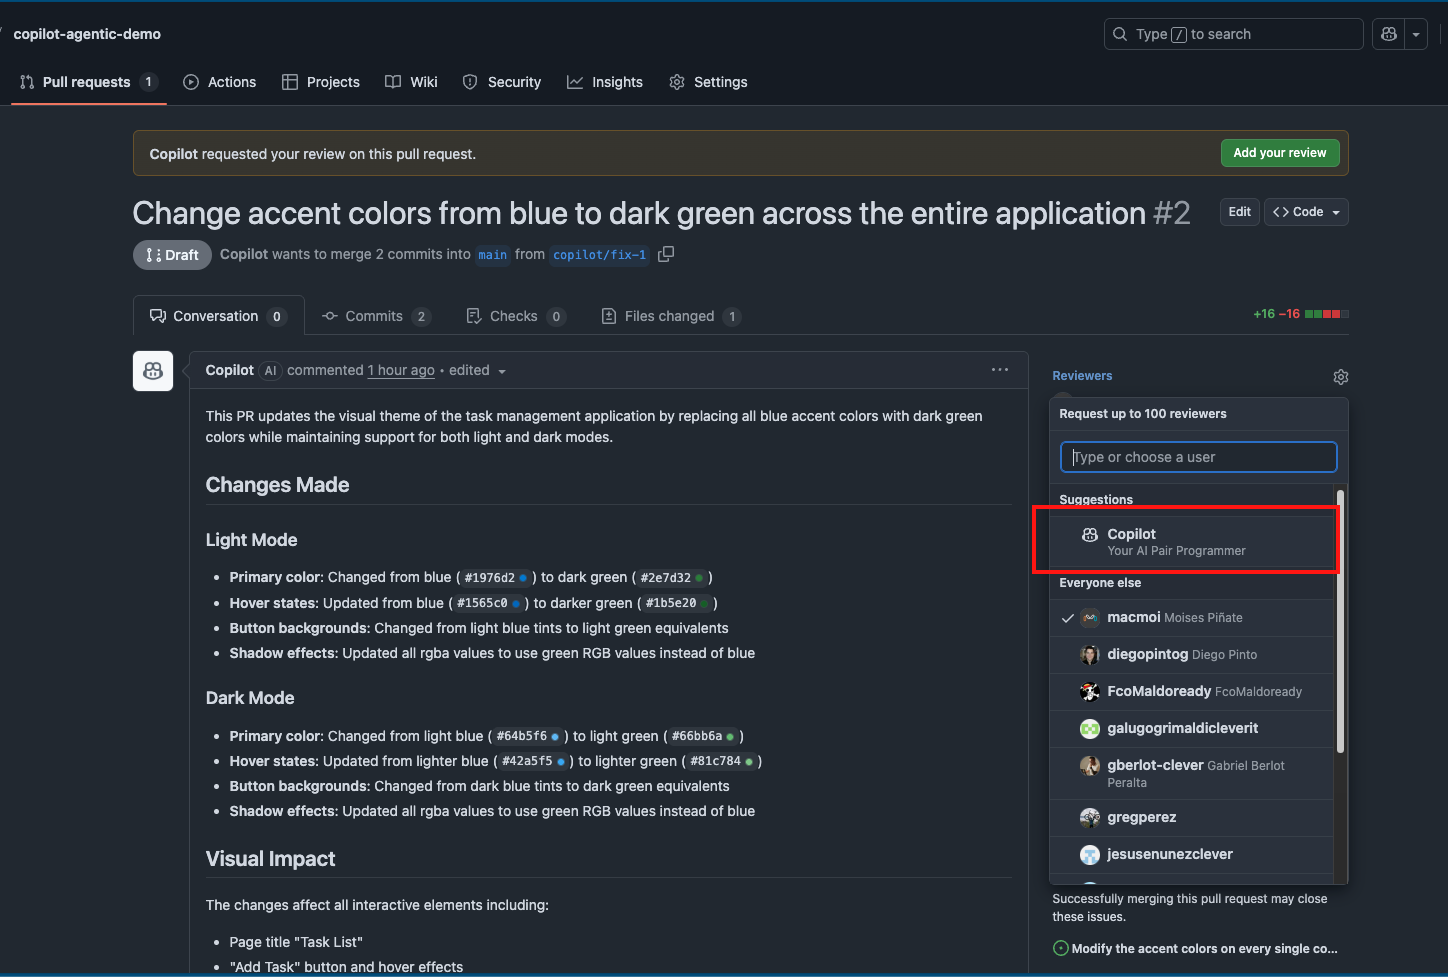 copilot-agentic-demo
Type / to search
Pull requests 1
Actions
Projects
Wiki
Security
Insights
Settings
Copilot requested your review on this pull request.
Add your review
Change accent colors from blue to dark green across the entire application #2
Edit
<> Code
Draft
Copilot wants to merge 2 commits into main from copilot/fix-1
Conversation 0
Commits 2
Checks 0
Files changed 1
+16 −16
Copilot AI commented 1 hour ago • edited
This PR updates the visual theme of the task management application by replacing all blue accent colors with dark green
colors while maintaining support for both light and dark modes.
Changes Made
Light Mode
• Primary color: Changed from blue ( #1976d2 ) to dark green ( #2e7d32 )
• Hover states: Updated from blue ( #1565c0 ) to darker green ( #1b5e20 )
• Button backgrounds: Changed from light blue tints to light green equivalents
• Shadow effects: Updated all rgba values to use green RGB values instead of blue
Dark Mode
• Primary color: Changed from light blue ( #64b5f6 ) to light green ( #66bb6a )
• Hover states: Updated from lighter blue ( #42a5f5 ) to lighter green ( #81c784 )
• Button backgrounds: Changed from dark blue tints to dark green equivalents
• Shadow effects: Updated all rgba values to use green RGB values instead of blue
Visual Impact
The changes affect all interactive elements including:
• Page title "Task List"
• "Add Task" button and hover effects
Reviewers
Request up to 100 reviewers
Type or choose a user
Suggestions
Copilot
Your AI Pair Programmer
Everyone else
macmoi Moises Piñate
diegopintog Diego Pinto
FcoMaldoready FcoMaldoready
galugogrimaldicleverit
gberlot-clever Gabriel Berlot
Peralta
gregperez
jesusenunezclever
Successfully merging this pull request may close
these issues.
Modify the accent colors on every single co...